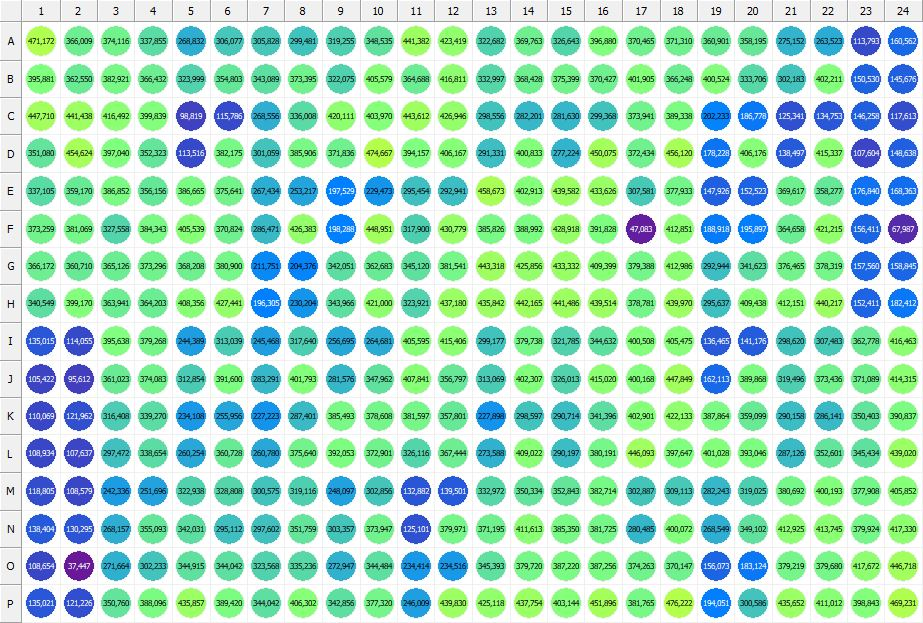 1 2 3 4 5 6 7 8 9 10 11 12 13 14 15 16 17 18 19 20 21 22 23 24
A 471,172 366,009 374,116 337,855 268,832 306,077 305,828 299,481 319,255 348,535 441,382 423,419 322,682 369,763 326,643 396,880 370,465 371,310 360,901 358,195 275,152 263,523 113,793 160,562
B 395,881 362,550 382,921 366,432 323,999 354,803 343,089 373,395 322,075 405,579 364,688 416,811 332,997 368,428 375,399 370,427 401,905 366,248 400,524 333,706 302,183 402,211 150,530 145,676
C 447,710 441,438 416,492 399,839 98,819 115,786 268,556 336,008 420,111 403,970 443,612 426,946 298,556 282,201 281,630 299,368 373,941 389,338 202,233 186,778 125,341 134,753 146,258 117,613
D 351,080 454,624 397,040 352,323 113,516 382,175 301,059 385,906 371,836 474,667 394,157 406,167 291,331 400,833 277,224 450,075 372,434 456,120 178,228 406,176 138,497 415,337 107,604 148,638
E 337,105 359,170 386,852 356,156 386,665 375,641 267,434 253,217 197,529 229,473 295,454 292,941 458,673 402,913 439,582 433,626 307,581 377,933 147,926 152,523 369,617 358,277 176,840 168,363
F 373,259 381,069 327,558 384,343 405,539 370,824 286,471 426,383 198,288 448,951 317,900 430,779 385,826 388,992 428,918 391,828 47,083 412,851 188,918 195,897 364,658 421,215 156,411 67,987
G 366,172 360,710 365,126 373,296 368,428 380,900 211,751 204,376 342,051 362,683 345,120 381,541 443,318 425,856 433,332 409,399 379,388 412,986 292,944 341,623 376,465 378,319 157,560 158,845
H 340,549 399,170 363,941 364,203 408,356 427,441 196,305 230,204 343,966 421,000 323,921 437,180 435,842 442,165 441,486 439,514 378,781 439,970 295,637 409,438 412,151 440,217 152,411 182,412
I 135,015 114,055 395,638 379,268 244,389 313,039 245,468 317,640 256,695 264,681 405,595 415,406 299,177 379,738 321,785 344,632 400,508 405,475 136,465 141,176 298,620 307,483 362,778 416,463
J 105,422 95,612 361,023 374,083 312,854 391,600 283,291 401,793 281,576 347,962 407,841 356,797 313,069 402,307 326,013 415,020 400,168 447,849 162,113 389,868 319,496 373,436 371,089 414,315
K 110,069 121,962 316,408 339,270 234,108 255,956 227,223 287,401 385,493 378,608 381,597 357,801 227,898 298,597 290,714 341,396 402,901 422,133 387,864 359,099 290,158 286,141 350,403 390,837
L 108,934 107,637 297,472 338,654 260,254 360,728 260,780 375,640 392,053 372,901 326,116 367,444 273,588 409,022 290,197 380,191 446,093 397,647 401,028 393,046 287,126 352,601 345,434 439,020
M 118,805 108,579 242,336 251,696 322,938 328,808 300,575 319,116 248,097 302,856 132,882 139,501 332,972 350,334 352,843 382,714 302,887 309,113 282,243 319,025 380,692 400,193 377,908 405,852
N 138,404 130,295 268,157 355,093 342,031 295,112 297,602 351,759 303,357 373,947 125,101 379,971 371,195 411,613 385,350 381,725 280,485 400,072 268,549 349,102 412,925 413,745 379,924 417,330
O 108,654 37,447 271,664 302,233 344,915 344,042 323,568 335,236 272,947 344,484 234,414 234,516 345,393 379,720 387,220 387,256 374,263 370,147 156,073 183,124 379,219 379,680 417,672 446,718
P 135,021 121,226 350,760 388,096 435,857 389,420 344,042 406,302 342,856 377,320 246,009 439,830 425,118 437,754 403,144 451,896 381,765 476,222 194,051 300,586 435,652 411,012 398,843 469,231